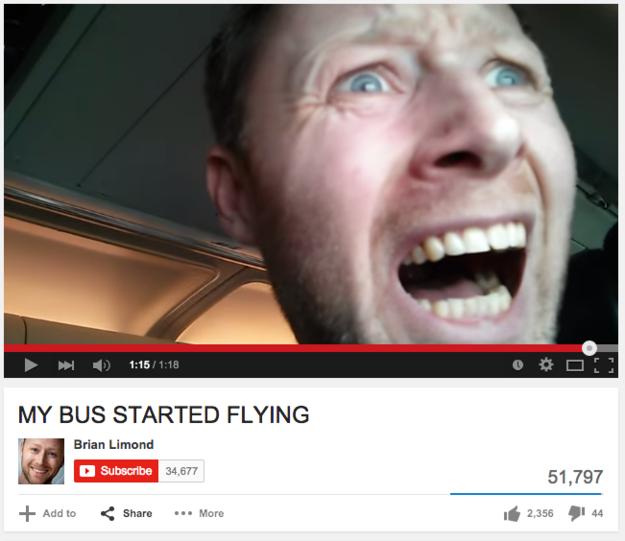 1:15 / 1:18
MY BUS STARTED FLYING
Brian Limond
Subscribe 34,677
51,797
Add to Share More 2,356 44